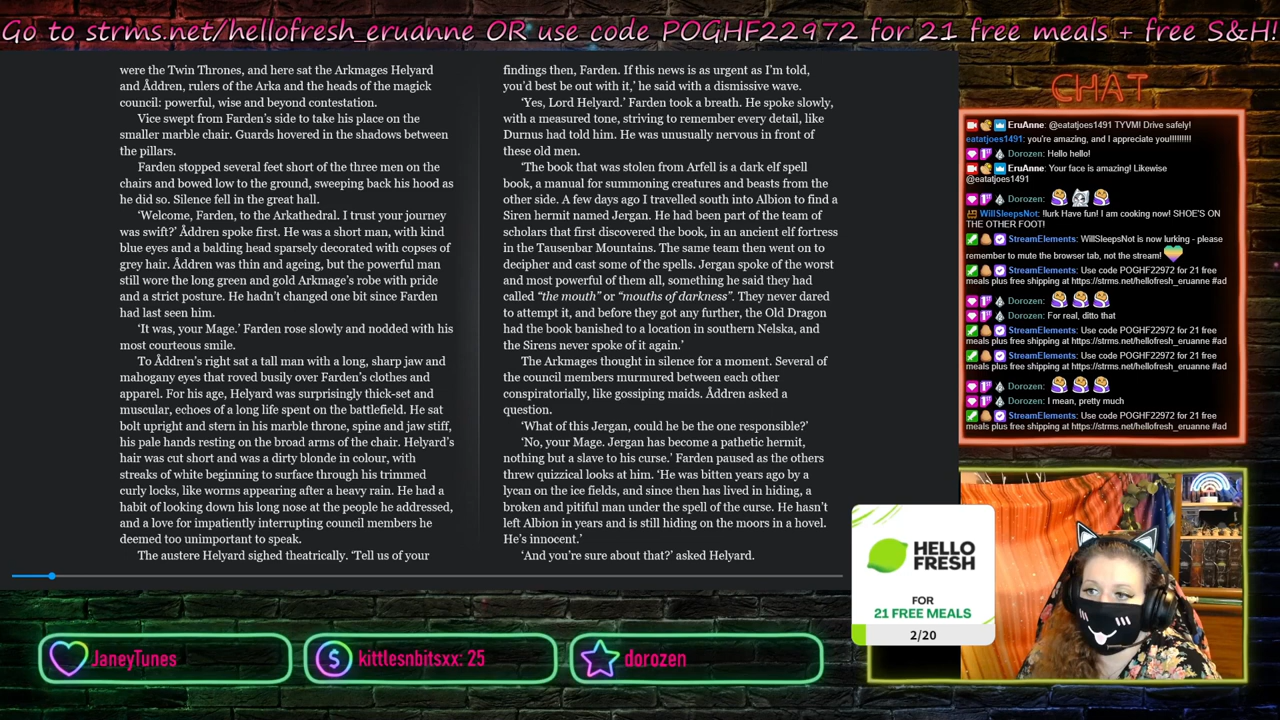 Go to strms.net/hellofresh_eruanne OR use code POGHF22972 for 21 free meals + free S&H!
were the Twin Thrones, and here sat the Arkmages Helyard
and Åddren, rulers of the Arka and the heads of the magick
council: powerful, wise and beyond contestation.
Vice swept from Farden's side to take his place on the
smaller marble chair. Guards hovered in the shadows between
the pillars.
Farden stopped several feet short of the three men on the
chairs and bowed low to the ground, sweeping back his hood as
he did so. Silence fell in the great hall.
'Welcome, Farden, to the Arkathedral. I trust your journey
was swift?' Åddren spoke first. He was a short man, with kind
blue eyes and a balding head sparsely decorated with copses of
grey hair. Åddren was thin and ageing, but the powerful man
still wore the long green and gold Arkmage's robe with pride
and a strict posture. He hadn't changed one bit since Farden
had last seen him.
'It was, your Mage.' Farden rose slowly and nodded with his
most courteous smile.
To Åddren's right sat a tall man with a long, sharp jaw and
mahogany eyes that roved busily over Farden's clothes and
apparel. For his age, Helyard was surprisingly thick-set and
muscular, echoes of a long life spent on the battlefield. He sat
bolt upright and stern in his marble throne, spine and jaw stiff,
his pale hands resting on the broad arms of the chair. Helyard's
hair was cut short and was a dirty blonde in colour, with
streaks of white beginning to surface through his trimmed
curly locks, like worms appearing after a heavy rain. He had a
habit of looking down his long nose at the people he addressed,
and a love for impatiently interrupting council members he
deemed too unimportant to speak.
The austere Helyard sighed theatrically. 'Tell us of your
findings then, Farden. If this news is as urgent as I'm told,
you'd best be out with it,' he said with a dismissive wave.
'Yes, Lord Helyard.' Farden took a breath. He spoke slowly,
with a measured tone, striving to remember every detail, like
Durnus had told him. He was unusually nervous in front of
these old men.
'The book that was stolen from Arfell is a dark elf spell
book, a manual for summoning creatures and beasts from the
other side. A few days ago I travelled south into Albion to find a
Siren hermit named Jergan. He had been part of the team of
scholars that first discovered the book, in an ancient elf fortress
in the Tausenbar Mountains. The same team then went on to
decipher and cast some of the spells. Jergan spoke of the worst
and most powerful of them all, something he said they had
called "the mouth" or "mouths of darkness". They never dared
to attempt it, and before they got any further, the Old Dragon
had the book banished to a location in southern Nelska, and
the Sirens never spoke of it again.'
The Arkmages thought in silence for a moment. Several of
the council members murmured between each other
conspiratorially, like gossiping maids. Åddren asked a
question.
'What of this Jergan, could he be the one responsible?'
'No, your Mage. Jergan has become a pathetic hermit,
nothing but a slave to his curse.' Farden paused as the others
threw quizzical looks at him. 'He was bitten years ago by a
lycan on the ice fields, and since then has lived in hiding, a
broken and pitiful man under the spell of the curse. He hasn't
left Albion in years and is still hiding on the moors in a hovel.
He's innocent.'
'And you're sure about that?' asked Helyard.
CHAT
EruAnne: @eatatjoes1491 TYVM! Drive safely!
eatatjoes1491: you're amazing, and I appreciate you!!!!!!!!!
Dorozen: Hello hello!
EruAnne: Your face is amazing! Likewise
@eatatjoes1491
Dorozen:
WillSleepsNot: !lurk Have fun! I am cooking now! SHOE'S ON
THE OTHER FOOT!
StreamElements: WillSleepsNot is now lurking - please
remember to mute the browser tab, not the stream!
StreamElements: Use code POGHF22972 for 21 free
meals plus free shipping at https://strms.net/hellofresh_eruanne #ad
Dorozen:
Dorozen: For real, ditto that
StreamElements: Use code POGHF22972 for 21 free
meals plus free shipping at https://strms.net/hellofresh_eruanne #ad
StreamElements: Use code POGHF22972 for 21 free
meals plus free shipping at https://strms.net/hellofresh_eruanne #ad
Dorozen:
Dorozen: I mean, pretty much
StreamElements: Use code POGHF22972 for 21 free
meals plus free shipping at https://strms.net/hellofresh_eruanne #ad
HELLO
FRESH
FOR
21 FREE MEALS
2/20
JaneyTunes
kittlesnbitsxx: 25
dorozen